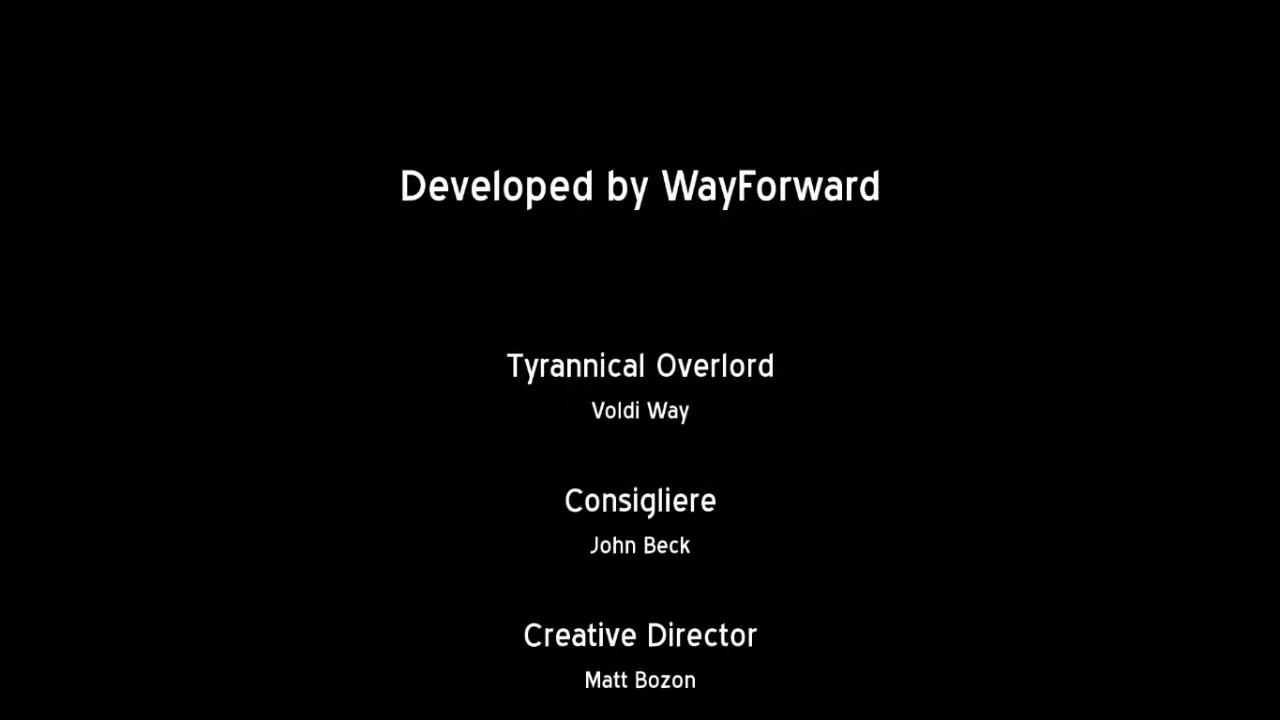 Developed by WayForward
Tyrannical Overlord
Voldi Way
Consigliere
John Beck
Creative Director
Matt Bozon